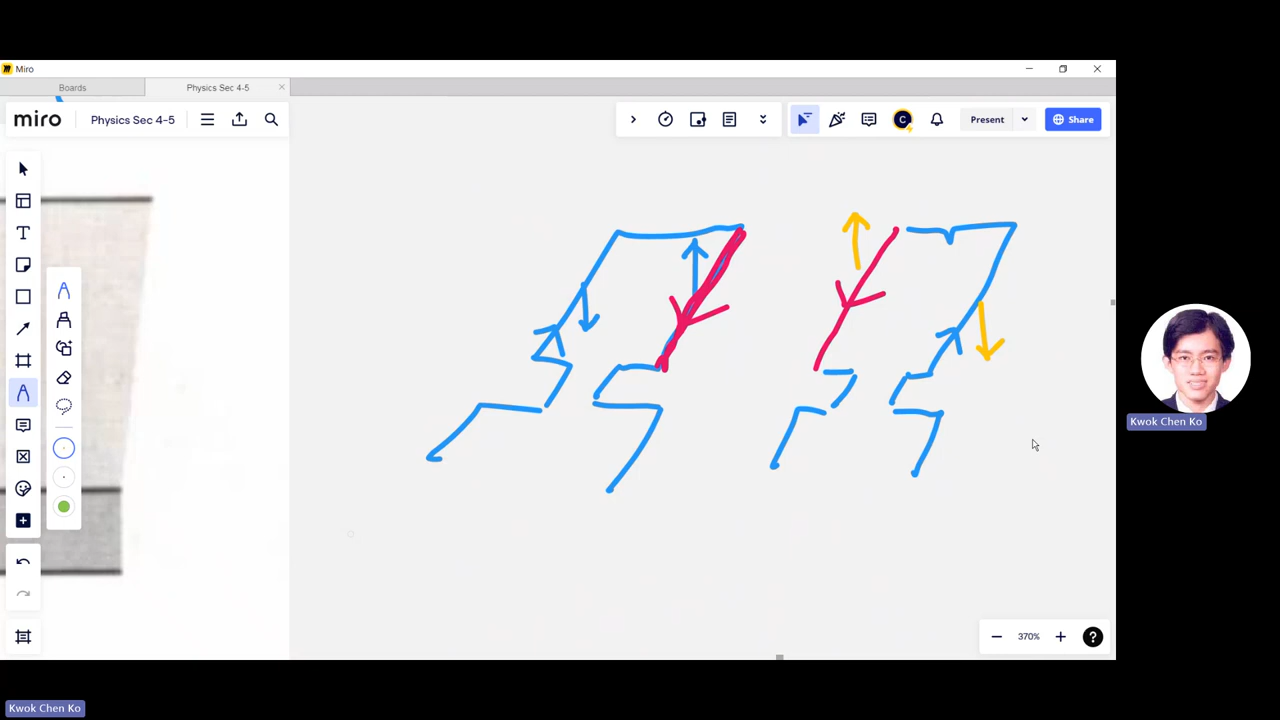 Miro
Boards
Physics Sec 4-5
miro
Physics Sec 4-5
C
Present
Share
T
370%
?
Kwok Chen Ko
Kwok Chen Ko